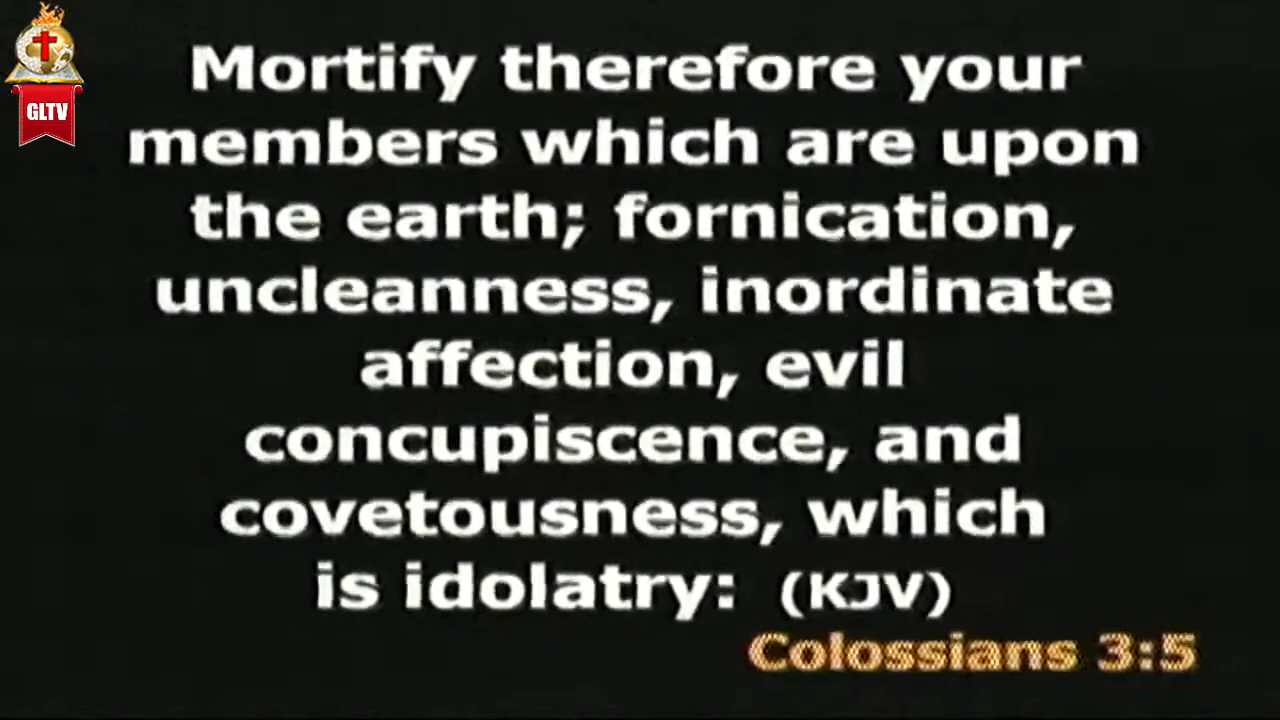 GLTV
Mortify therefore your
members which are upon
the earth; fornication,
uncleanness, inordinate
affection, evil
concupiscence, and
covetousness, which
is idolatry: (KJV)
Colossians 3:5